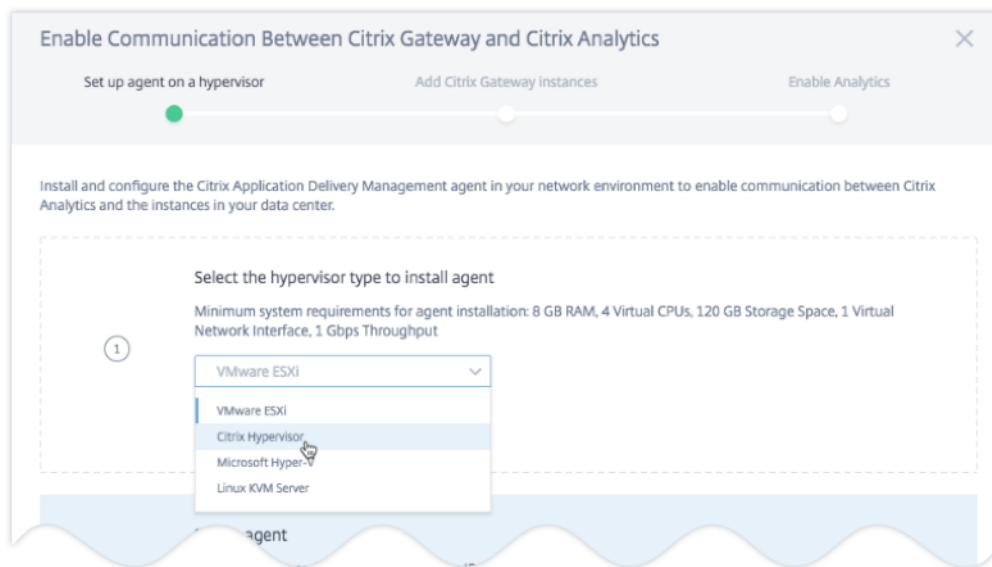 Enable Communication Between Citrix Gateway and Citrix Analytics
Set up agent on a hypervisor
Add Citrix Gateway instances
Enable Analytics
Install and configure the Citrix Application Delivery Management agent in your network environment to enable communication between Citrix
Analytics and the instances in your data center.
Select the hypervisor type to install agent
Minimum system requirements for agent installation: 8 GB RAM, 4 Virtual CPUs, 120 GB Storage Space, 1 Virtual
Network Interface, 1 Gbps Throughput
1
VMware ESXi
VMware ESXi
Citrix Hypervisor
Microsoft Hyper-V
Linux KVM Server
agent